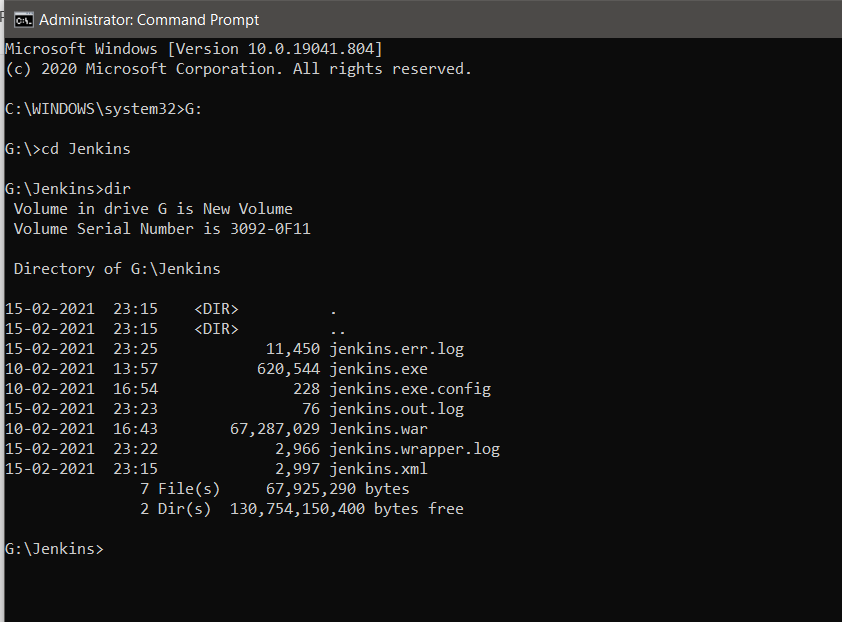 Administrator: Command Prompt
Microsoft Windows [Version 10.0.19041.804]
(c) 2020 Microsoft Corporation. All rights reserved.
C:\WINDOWS\system32>G:
G:\>cd Jenkins
G:\Jenkins>dir
 Volume in drive G is New Volume
 Volume Serial Number is 3092-0F11
 Directory of G:\Jenkins
15-02-2021  23:15    <DIR>          .
15-02-2021  23:15    <DIR>          ..
15-02-2021  23:25            11,450 jenkins.err.log
10-02-2021  13:57           620,544 jenkins.exe
10-02-2021  16:54               228 jenkins.exe.config
15-02-2021  23:23                76 jenkins.out.log
10-02-2021  16:43        67,287,029 Jenkins.war
15-02-2021  23:22             2,966 jenkins.wrapper.log
15-02-2021  23:15             2,997 jenkins.xml
               7 File(s)     67,925,290 bytes
               2 Dir(s)  130,754,150,400 bytes free
G:\Jenkins>